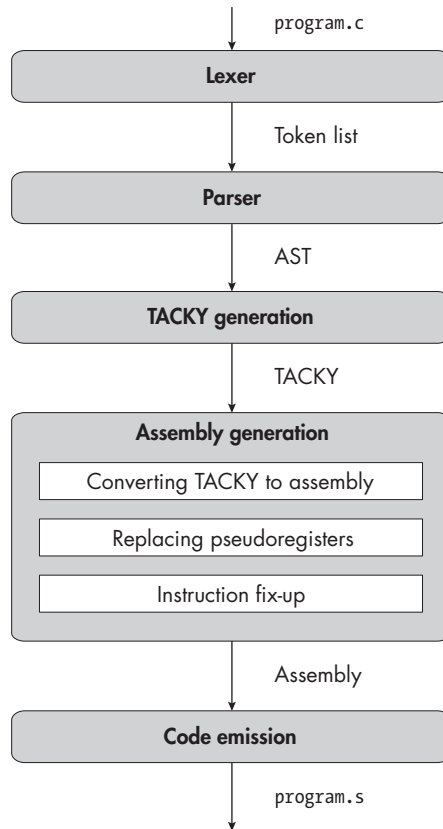 program.c
Lexer
Token list
Parser
AST
TACKY generation
TACKY
Assembly generation
Converting TACKY to assembly
Replacing pseudoregisters
Instruction fix-up
Assembly
Code emission
program.s